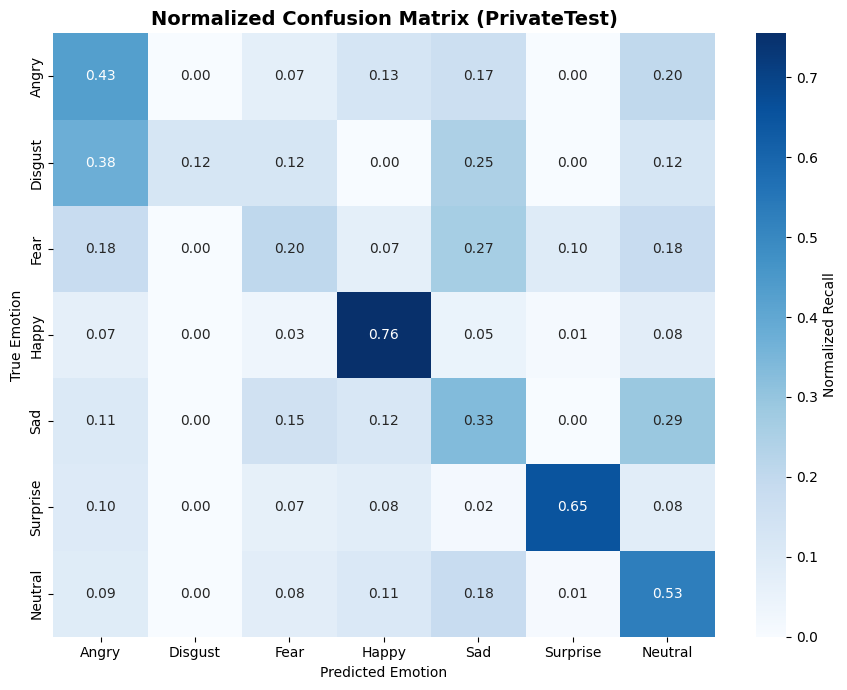 Normalized Confusion Matrix (PrivateTest)
Angry 0.43 0.00 0.07 0.13 0.17 0.00 0.20
Disgust 0.38 0.12 0.12 0.00 0.25 0.00 0.12
Fear 0.18 0.00 0.20 0.07 0.27 0.10 0.18
Happy 0.07 0.00 0.03 0.76 0.05 0.01 0.08
Sad 0.11 0.00 0.15 0.12 0.33 0.00 0.29
Surprise 0.10 0.00 0.07 0.08 0.02 0.65 0.08
Neutral 0.09 0.00 0.08 0.11 0.18 0.01 0.53
Angry Disgust Fear Happy Sad Surprise Neutral
Predicted Emotion
True Emotion
0.7
0.6
0.5
0.4
0.3
0.2
0.1
0.0
Normalized Recall